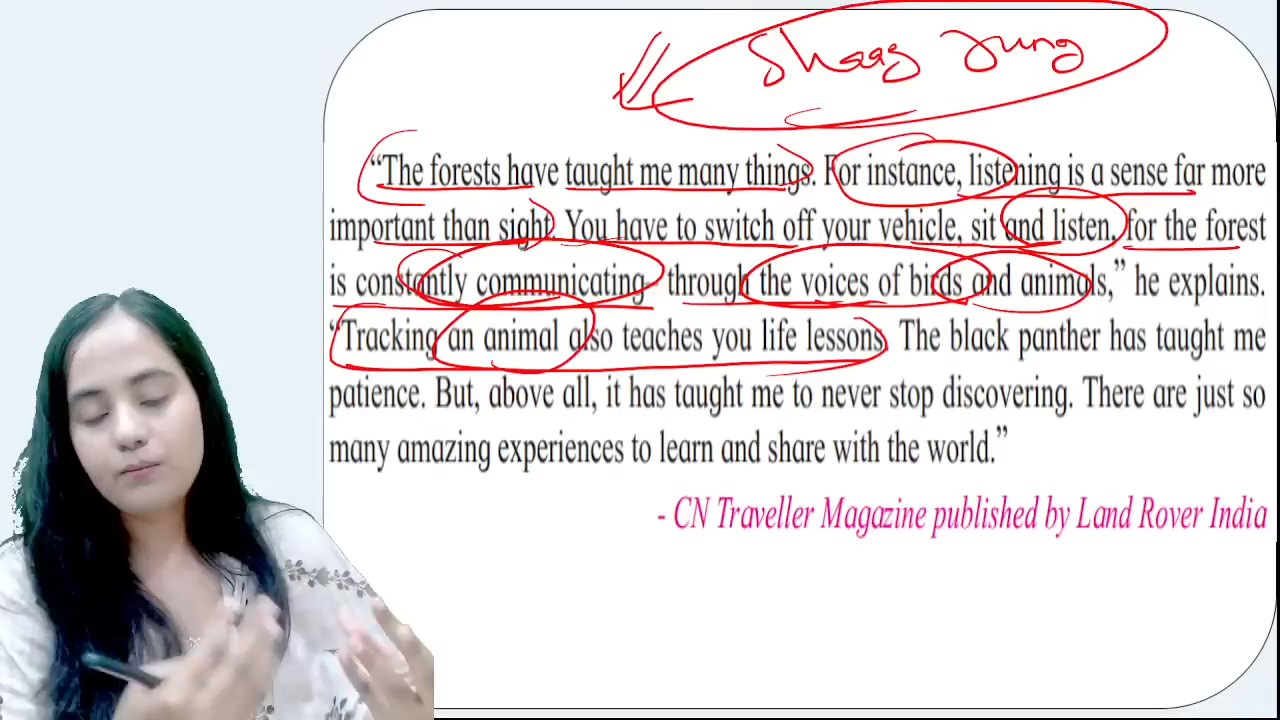 Shaaz Jung
“The forests have taught me many things. For instance, listening is a sense far more
important than sight. You have to switch off your vehicle, sit and listen, for the forest
is constantly communicating through the voices of birds and animals,” he explains.
“Tracking an animal also teaches you life lessons. The black panther has taught me
patience. But, above all, it has taught me to never stop discovering. There are just so
many amazing experiences to learn and share with the world.”
- CN Traveller Magazine published by Land Rover India